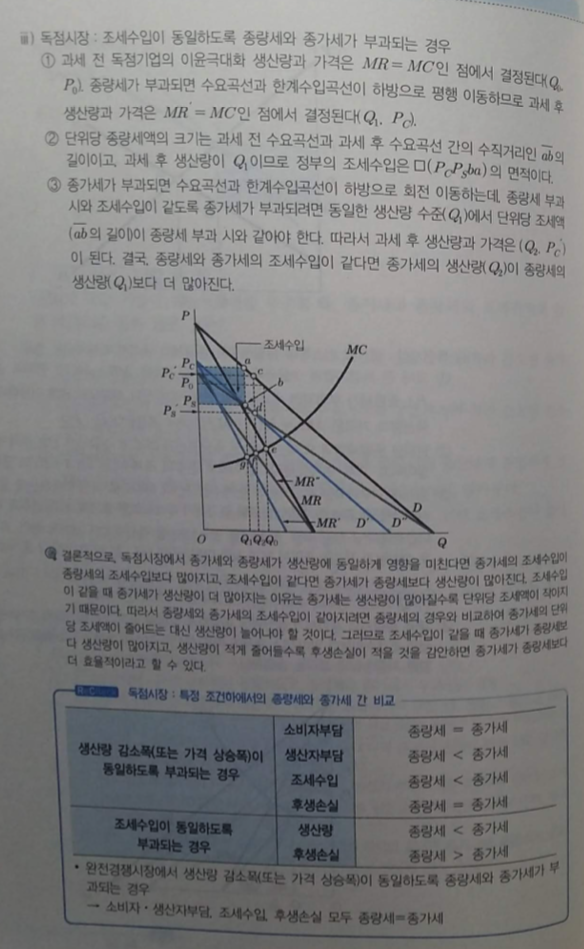 ⅲ) 독점시장 : 조세수입이 동일하도록 종량세와 종가세가 부과되는 경우
① 과세 전 독점기업의 이윤극대화 생산량과 가격은 MR = MC인 점에서 결정된다(Q₀,
P₀). 종량세가 부과되면 수요곡선과 한계수입곡선이 하방으로 평행 이동하므로 과세 후
생산량과 가격은 MR′ = MC인 점에서 결정된다(Q₁, P_C).
② 단위당 종량세액의 크기는 과세 전 수요곡선과 과세 후 수요곡선 간의 수직거리인 ab의
길이이고, 과세 후 생산량이 Q₁이므로 정부의 조세수입은 □(P_C P_S ba)의 면적이다.
③ 종가세가 부과되면 수요곡선과 한계수입곡선이 하방으로 회전 이동하는데, 종량세 부과
시와 조세수입이 같도록 종가세가 부과되려면 동일한 생산량 수준(Q₁)에서 단위당 조세액
(ab의 길이)이 종량세 부과 시와 같아야 한다. 따라서 과세 후 생산량과 가격은 (Q₂, P_C′)
이 된다. 결국, 종량세와 종가세의 조세수입이 같다면 종가세의 생산량(Q₂)이 종량세의
생산량(Q₁)보다 더 많아진다.
P
조세수입
MC
P_C
P_C′
P₀
P_S
P_S′
a
c
b
d
e
g
f
MR″
MR
MR′
D′
D″
D
O
Q₁Q₂Q₀
Q
결론적으로, 독점시장에서 종가세와 종량세가 생산량에 동일하게 영향을 미친다면 종가세의 조세수입이
종량세의 조세수입보다 많아지고, 조세수입이 같다면 종가세가 종량세보다 생산량이 많아진다. 조세수입
이 같을 때 종가세가 생산량이 더 많아지는 이유는 종가세는 생산량이 많아질수록 단위당 조세액이 작아지
기 때문이다. 따라서 종량세와 종가세의 조세수입이 같아지려면 종량세의 경우와 비교하여 종가세의 단위
당 조세액이 줄어드는 대신 생산량이 늘어나야 할 것이다. 그러므로 조세수입이 같을 때 종가세가 종량세보
다 생산량이 많아지고, 생산량이 적게 줄어들수록 후생손실이 적을 것을 감안하면 종가세가 종량세보다
더 효율적이라고 할 수 있다.
독점시장 : 특정 조건하에서의 종량세와 종가세 간 비교
생산량 감소폭(또는 가격 상승폭)이
동일하도록 부과되는 경우
소비자부담 종량세 = 종가세
생산자부담 종량세 < 종가세
조세수입 종량세 < 종가세
후생손실 종량세 = 종가세
조세수입이 동일하도록
부과되는 경우
생산량 종량세 < 종가세
후생손실 종량세 > 종가세
• 완전경쟁시장에서 생산량 감소폭(또는 가격 상승폭)이 동일하도록 종량세와 종가세가 부
과되는 경우
→ 소비자 · 생산자부담, 조세수입, 후생손실 모두 종량세=종가세